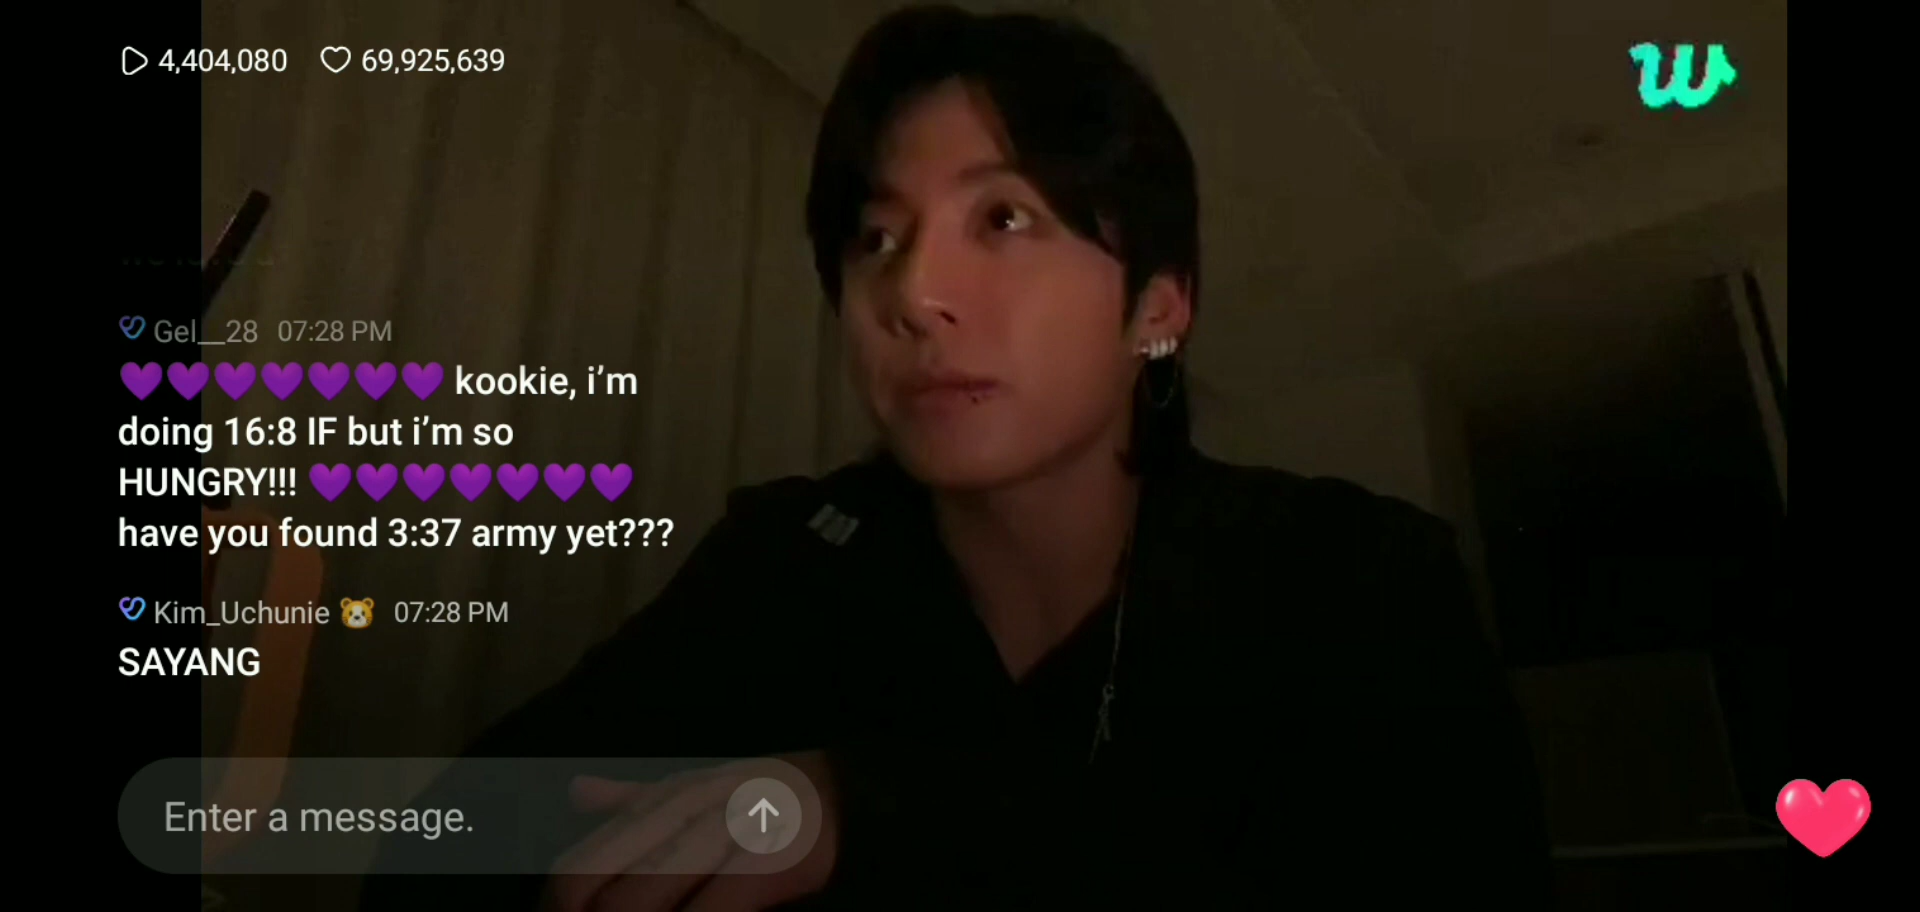 4,404,080 69,925,639
w
Gel__28 07:28 PM
💜💜💜💜💜💜💜 kookie, i’m
doing 16:8 IF but i’m so
HUNGRY!!! 💜💜💜💜💜💜💜
have you found 3:37 army yet???
Kim_Uchunie 🐯 07:28 PM
SAYANG
Enter a message.